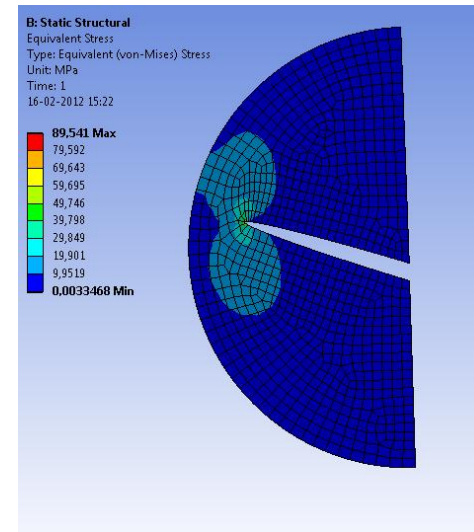 B: Static Structural
Equivalent Stress
Type: Equivalent (von-Mises) Stress
Unit: MPa
Time: 1
16-02-2012 15:22
89,541 Max
79,592
69,643
59,695
49,746
39,798
29,849
19,901
9,9519
0,0033468 Min